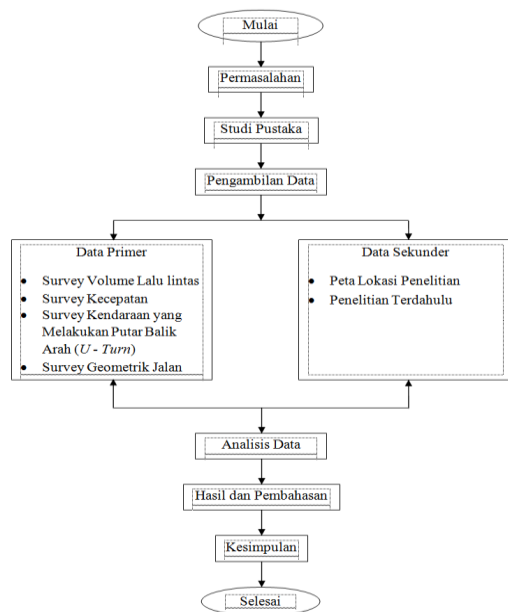 Mulai
Permasalahan
Studi Pustaka
Pengambilan Data
Data Primer
● Survey Volume Lalu lintas
● Survey Kecepatan
● Survey Kendaraan yang
Melakukan Putar Balik
Arah (U - Turn)
● Survey Geometrik Jalan
Data Sekunder
● Peta Lokasi Penelitian
● Penelitian Terdahulu
Analisis Data
Hasil dan Pembahasan
Kesimpulan
Selesai